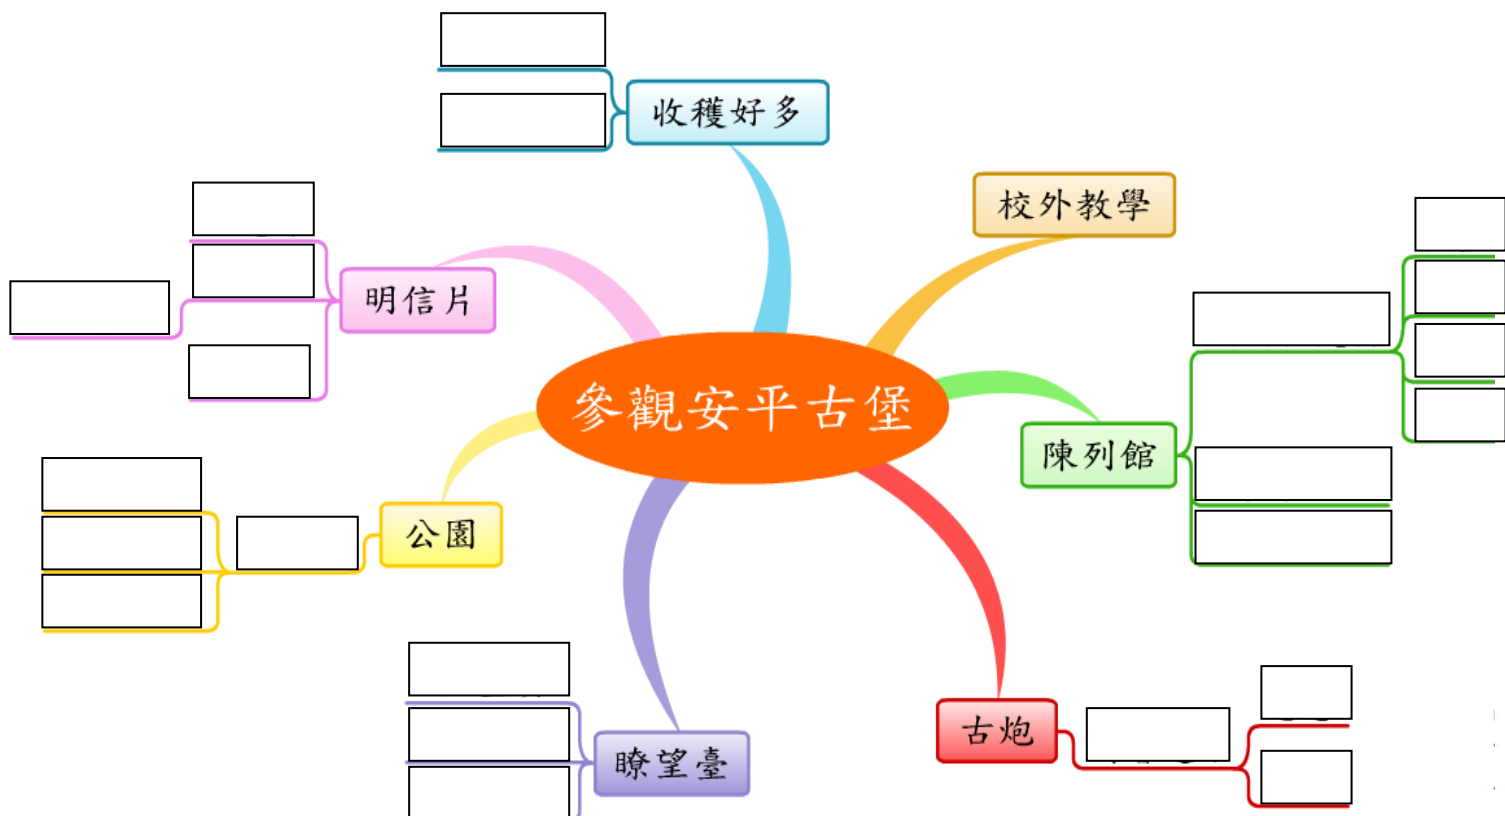 收穫好多
校外教學
明信片
參觀安平古堡
陳列館
公園
古炮
瞭望臺